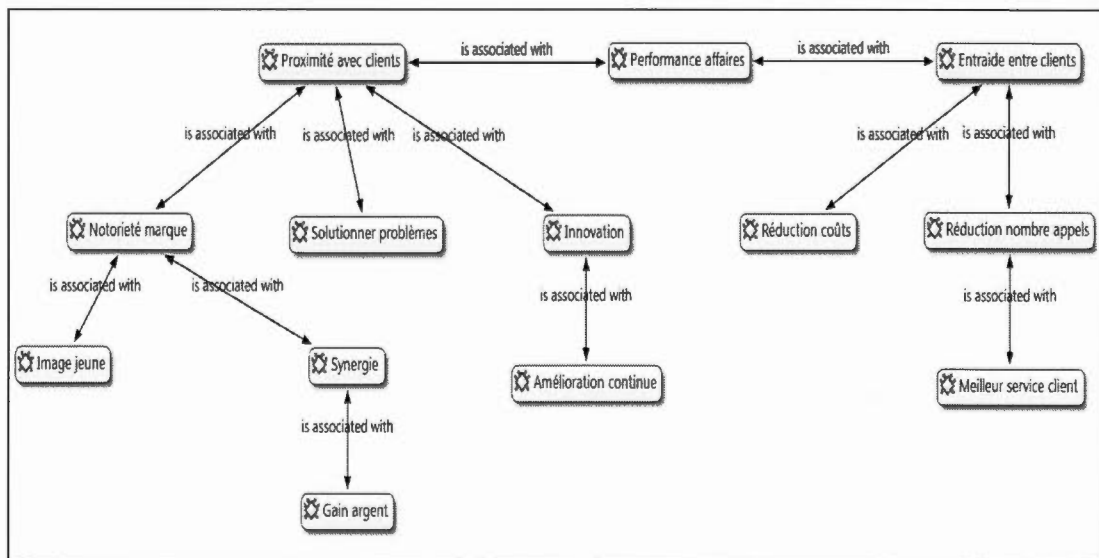 is associated with
is associated with
Proximité avec clients
Performance affaires
Entraide entre clients
is associated with
is associated with
is associated with
is associated with
is associated with
Notorieté marque
Solutionner problèmes
Innovation
Réduction coûts
Réduction nombre appels
is associated with
is associated with
is associated with
is associated with
Image jeune
Synergie
Amélioration continue
Meilleur service client
is associated with
Gain argent